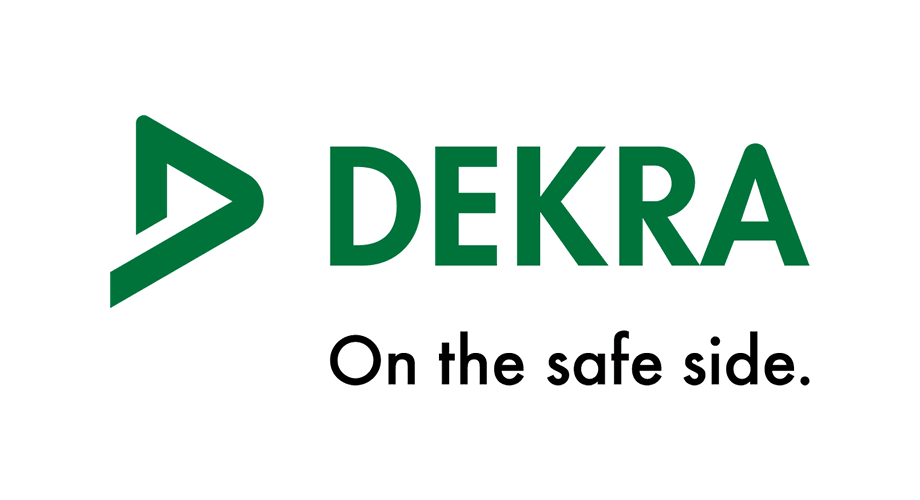 DEKRA
On the safe side.